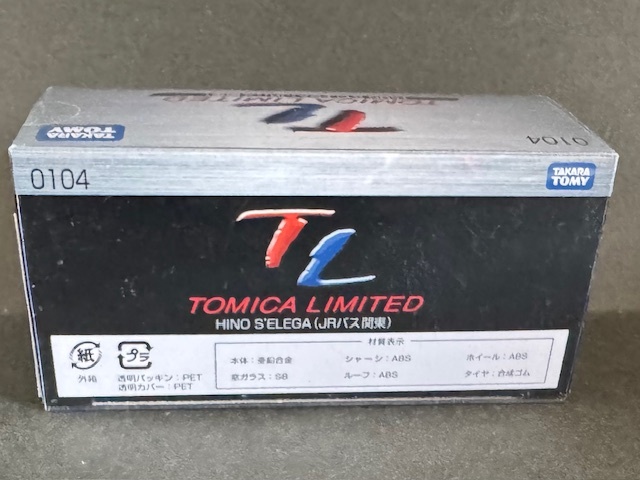 TOMICA LIMITED
TL
TAKARA
TOMY
0104
0104
TAKARA
TOMY
TL
TOMICA LIMITED
HINO S'ELEGA (JRバス関東)
材質表示
紙
プラ
本体:亜鉛合金 シャーシ:ABS ホイール:ABS
外箱 透明パッキン:PET 窓ガラス:SB ルーフ:ABS タイヤ:合成ゴム
透明カバー:PET